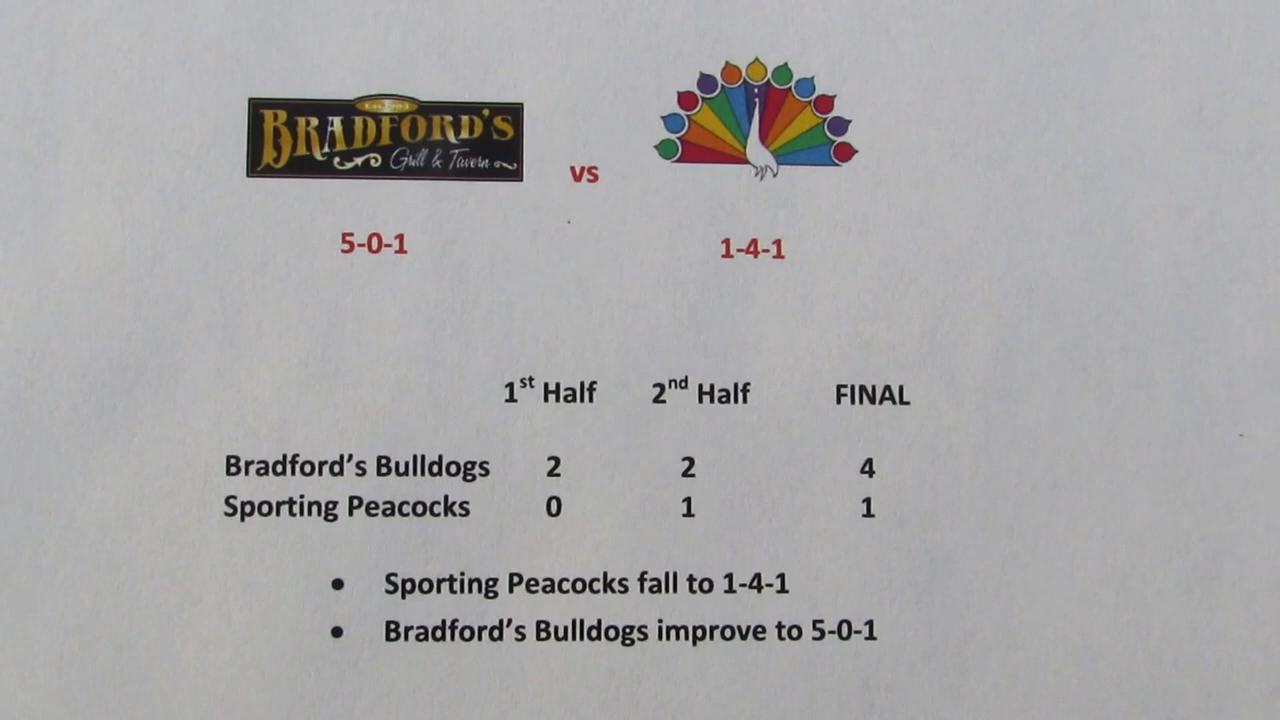 BRADFORD'S
Grill & Tavern
vs
5-0-1
1-4-1
1st Half 2nd Half FINAL
Bradford's Bulldogs 2 2 4
Sporting Peacocks 0 1 1
• Sporting Peacocks fall to 1-4-1
• Bradford's Bulldogs improve to 5-0-1